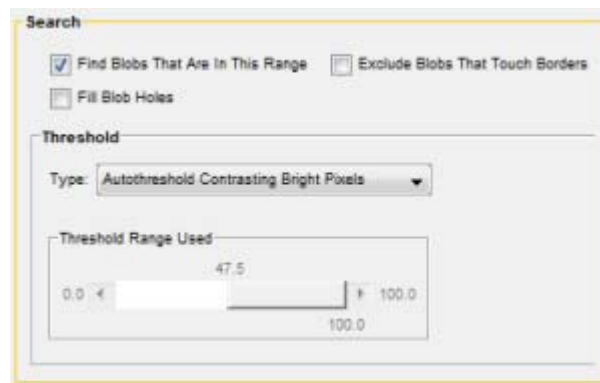 Search
Find Blobs That Are In This Range Exclude Blobs That Touch Borders
Fill Blob Holes
Threshold
Type: Autothreshold Contrasting Bright Pixels
Threshold Range Used
47.5
0.0 100.0
100.0